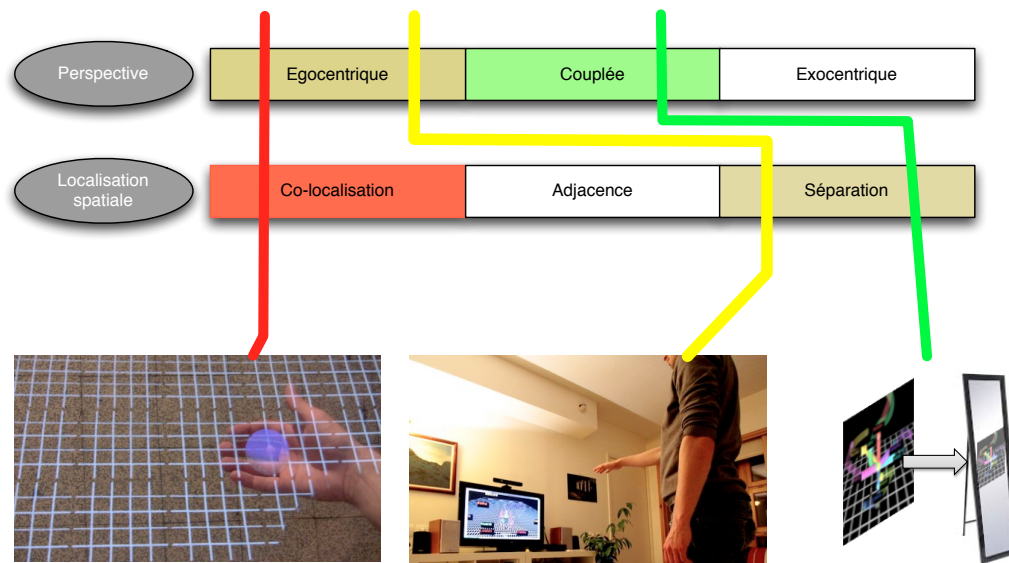 Perspective
Egocentrique
Couplée
Exocentrique
Localisation
spatiale
Co-localisation
Adjacence
Séparation